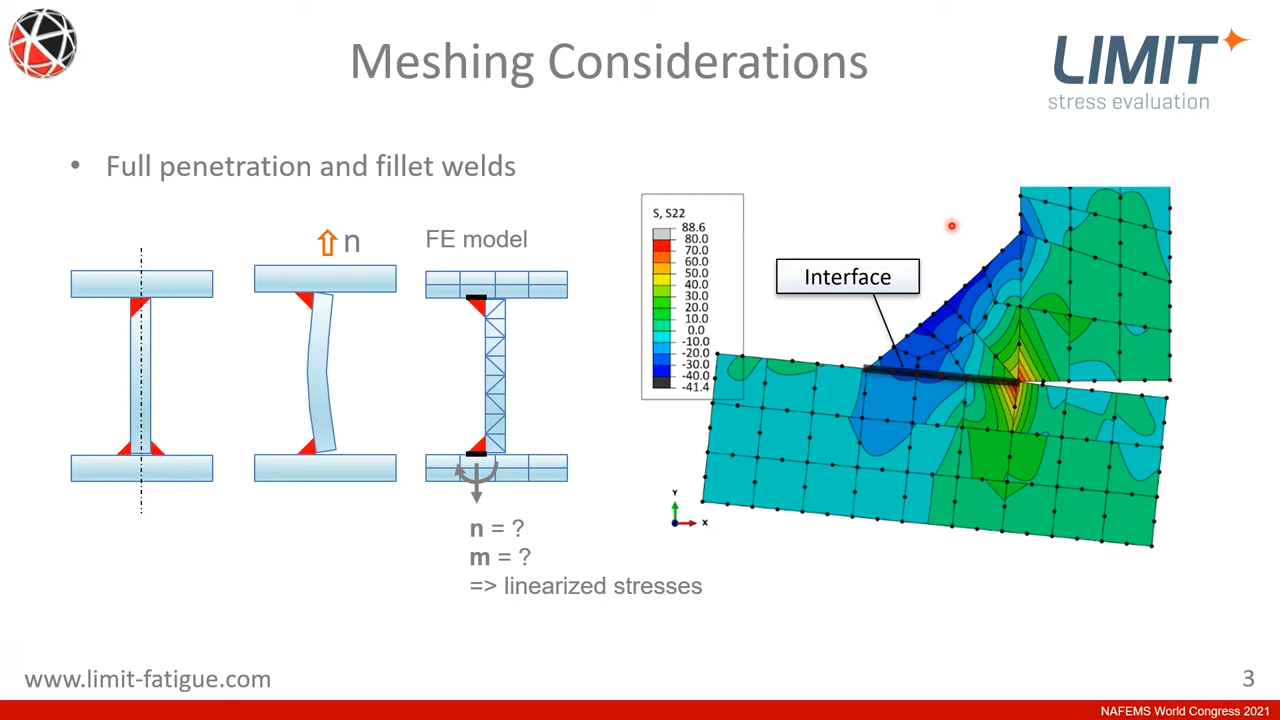 Meshing Considerations
LIMIT
stress evaluation
• Full penetration and fillet welds
n
FE model
n = ?
m = ?
=> linearized stresses
S, S22
88.6
80.0
70.0
60.0
50.0
40.0
30.0
20.0
10.0
0.0
-10.0
-20.0
-30.0
-40.0
-41.4
Interface
Y
X
www.limit-fatigue.com
3
NAFEMS World Congress 2021